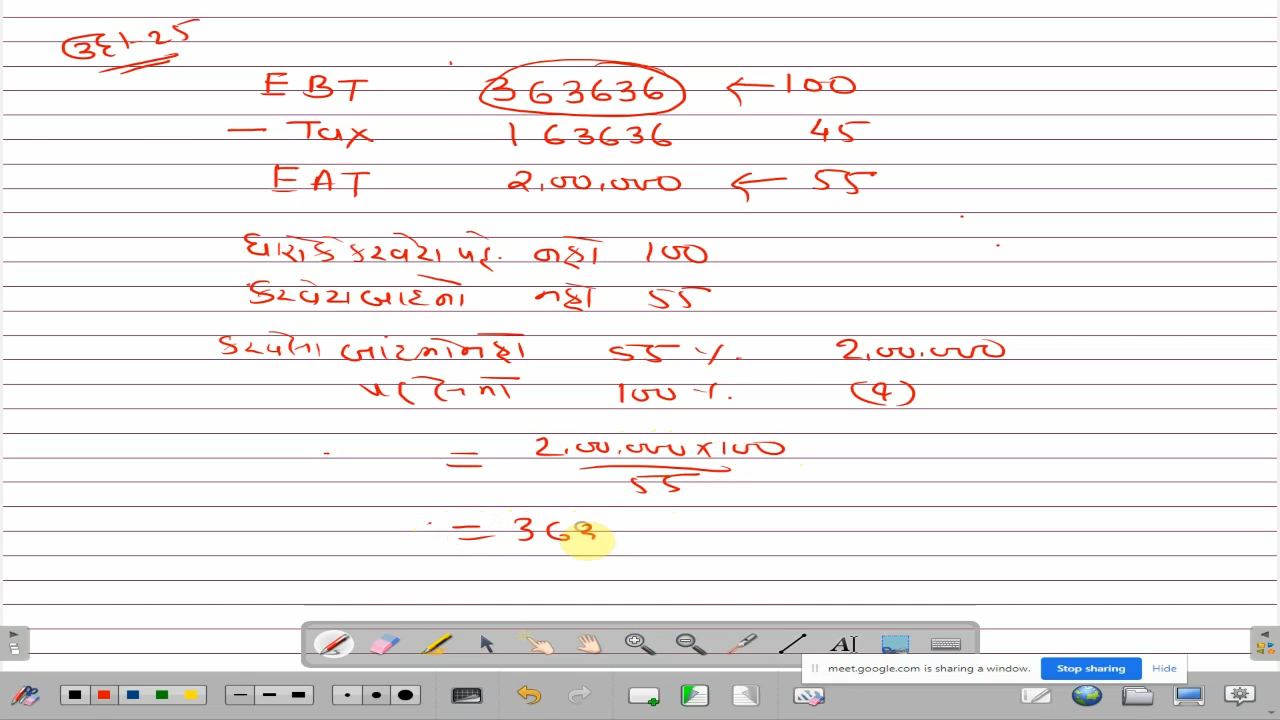 ઉદા-25
EBT 363636 ← 100
– Tax 163636 45
EAT 2,00,000 ← 55
ધારોકે કરવેરા પહે. નફો 100
કરવેરા બાદનો નફો 55
કરવેરા બાદનો નફો 55 % 2,00,000
100 % (?)
= 2,00,000 × 100
55
= 363
meet.google.com is sharing a window. Stop sharing Hide